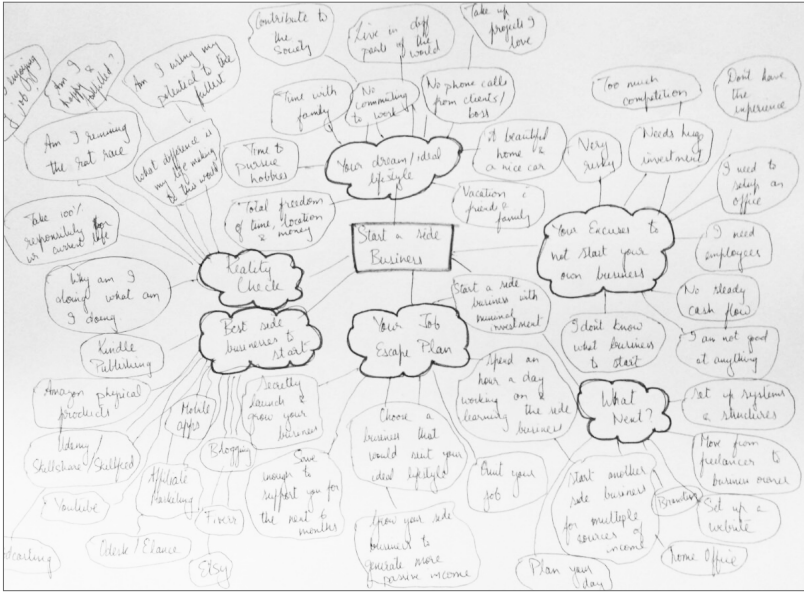 Contribute to
the
Society
Live in diff
parts of the
world
Take up
projects I
love
Time with
family
No
commuting
to work
No phone calls
from clients/
boss
Time to
pursue
hobbies
Your dream/ideal
lifestyle
A beautiful
home &
a nice car
Total freedom
of time, location
& money
Vacation c
friends &
family
Start a side
Business
enjoying
job?
Am I
happy &
fulfilled?
Am I using my
potential to the
fullest
Am I
the rat race
What difference is
my life making
to this world
Take 100%
responsibility for
current life
Why am I
doing what am
I doing
Reality
Check
Too much
competition
Don't have
the
experience
Very
risky
Needs huge
investment
I need to
setup an
office
Your Excuses to
not start your
own business
I need
employees
No steady
cash flow
I don't know
what business
to start
I am not good
at anything
Best side
businesses to
start
Kindle
Publishing
Amazon physical
products
Udemy/
Skillshare/Skillfeed
Youtube
dcasting
Odesk/Elance
Affiliate
Marketing
Mobile
apps
Blogging
Fiverr
Etsy
Your Job
Escape Plan
Start a side
business with
minimal
investment
Secretly
launch &
grow your
business
Save
enough to
support you for
the next 6
months
Choose a
business that
would suit your
ideal lifestyle
Grow your side
business to
generate more
passive income
Spend an
hour a day
working on &
learning the side
business
Quit your
job
What
Next?
Set up systems
& structures
Move from
freelancer to
business owner
Set up a
website
Branding
Home Office
Start another
side business
for multiple
sources of
income
Plan your
day